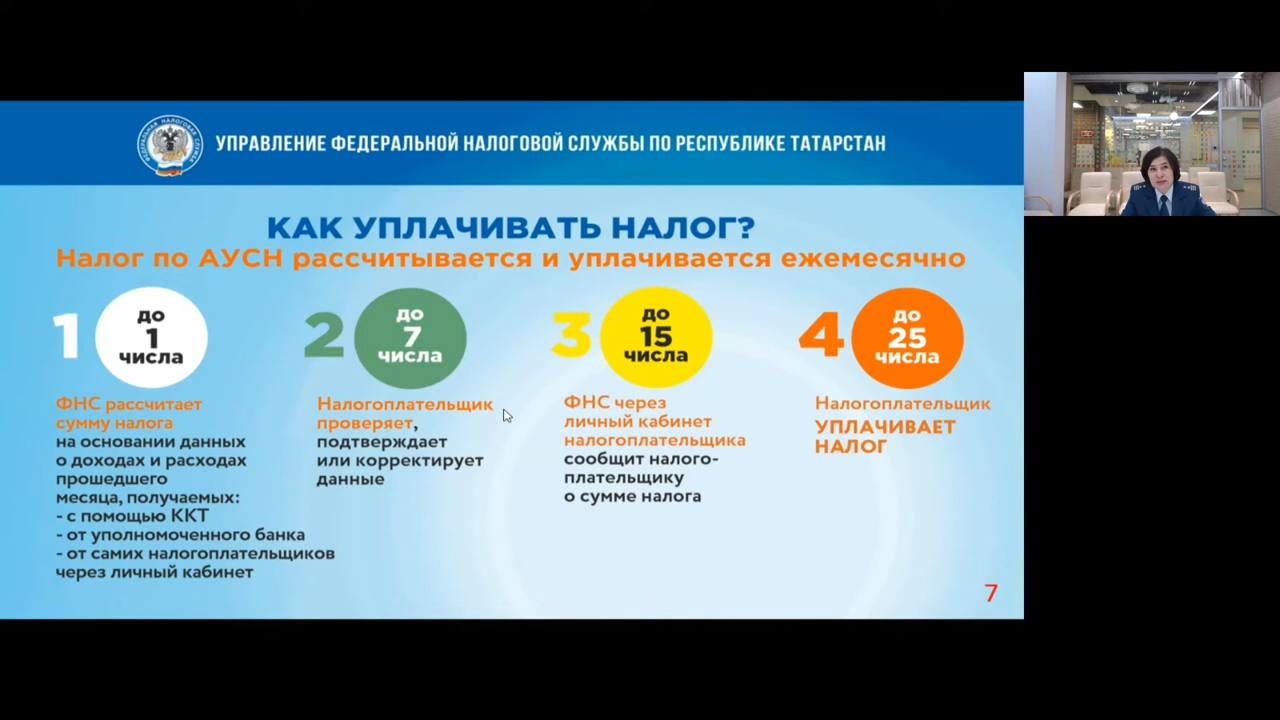 ФЕДЕРАЛЬНАЯ НАЛОГОВАЯ СЛУЖБА
УПРАВЛЕНИЕ ФЕДЕРАЛЬНОЙ НАЛОГОВОЙ СЛУЖБЫ ПО РЕСПУБЛИКЕ ТАТАРСТАН
КАК УПЛАЧИВАТЬ НАЛОГ?
Налог по АУСН рассчитывается и уплачивается ежемесячно
1
до
1
числа
ФНС рассчитает
сумму налога
на основании данных
о доходах и расходах
прошедшего
месяца, получаемых:
- с помощью ККТ
- от уполномоченного банка
- от самих налогоплательщиков
через личный кабинет
2
до
7
числа
Налогоплательщик
проверяет,
подтверждает
или корректирует
данные
3
до
15
числа
ФНС через
личный кабинет
налогоплательщика
сообщит налого-
плательщику
о сумме налога
4
до
25
числа
Налогоплательщик
УПЛАЧИВАЕТ
НАЛОГ
7